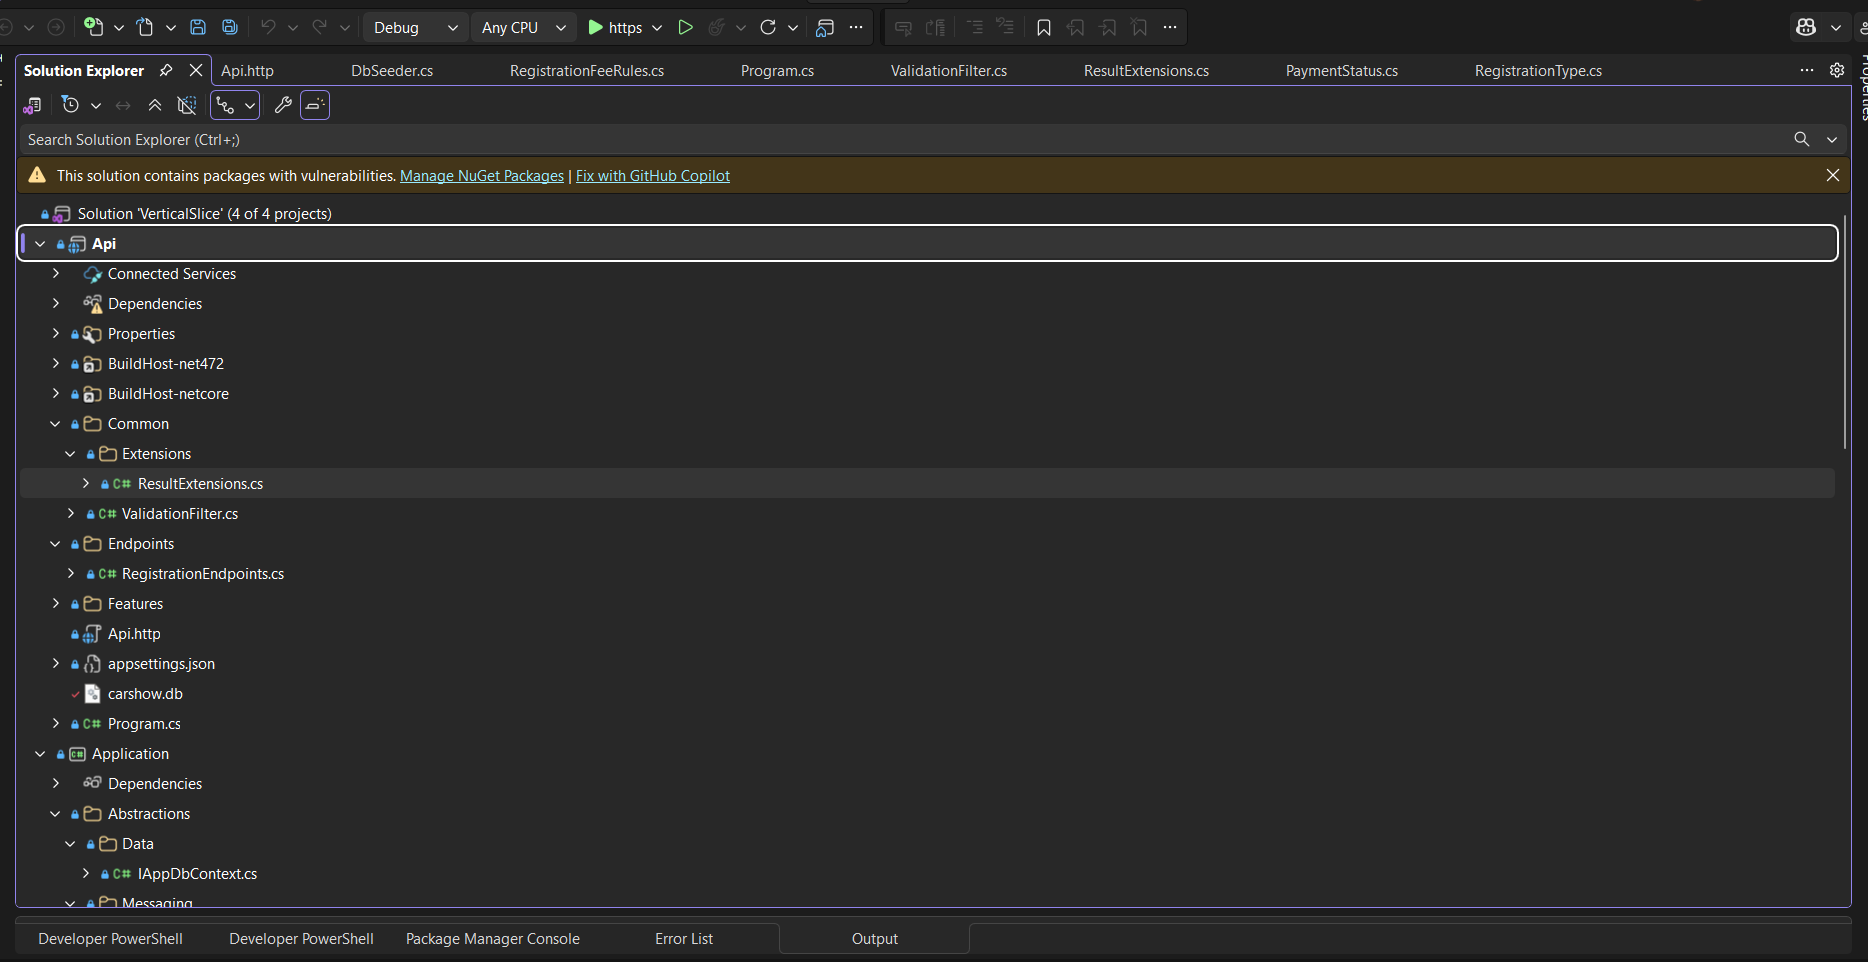 Debug Any CPU https
Solution Explorer Api.http DbSeeder.cs RegistrationFeeRules.cs Program.cs ValidationFilter.cs ResultExtensions.cs PaymentStatus.cs RegistrationType.cs
Properties
Search Solution Explorer (Ctrl+;)
This solution contains packages with vulnerabilities. Manage NuGet Packages | Fix with GitHub Copilot
Solution 'VerticalSlice' (4 of 4 projects)
Api
Connected Services
Dependencies
Properties
BuildHost-net472
BuildHost-netcore
Common
Extensions
C# ResultExtensions.cs
C# ValidationFilter.cs
Endpoints
C# RegistrationEndpoints.cs
Features
Api.http
appsettings.json
carshow.db
C# Program.cs
C# Application
Dependencies
Abstractions
Data
C# IAppDbContext.cs
Messaging
Developer PowerShell Developer PowerShell Package Manager Console Error List Output